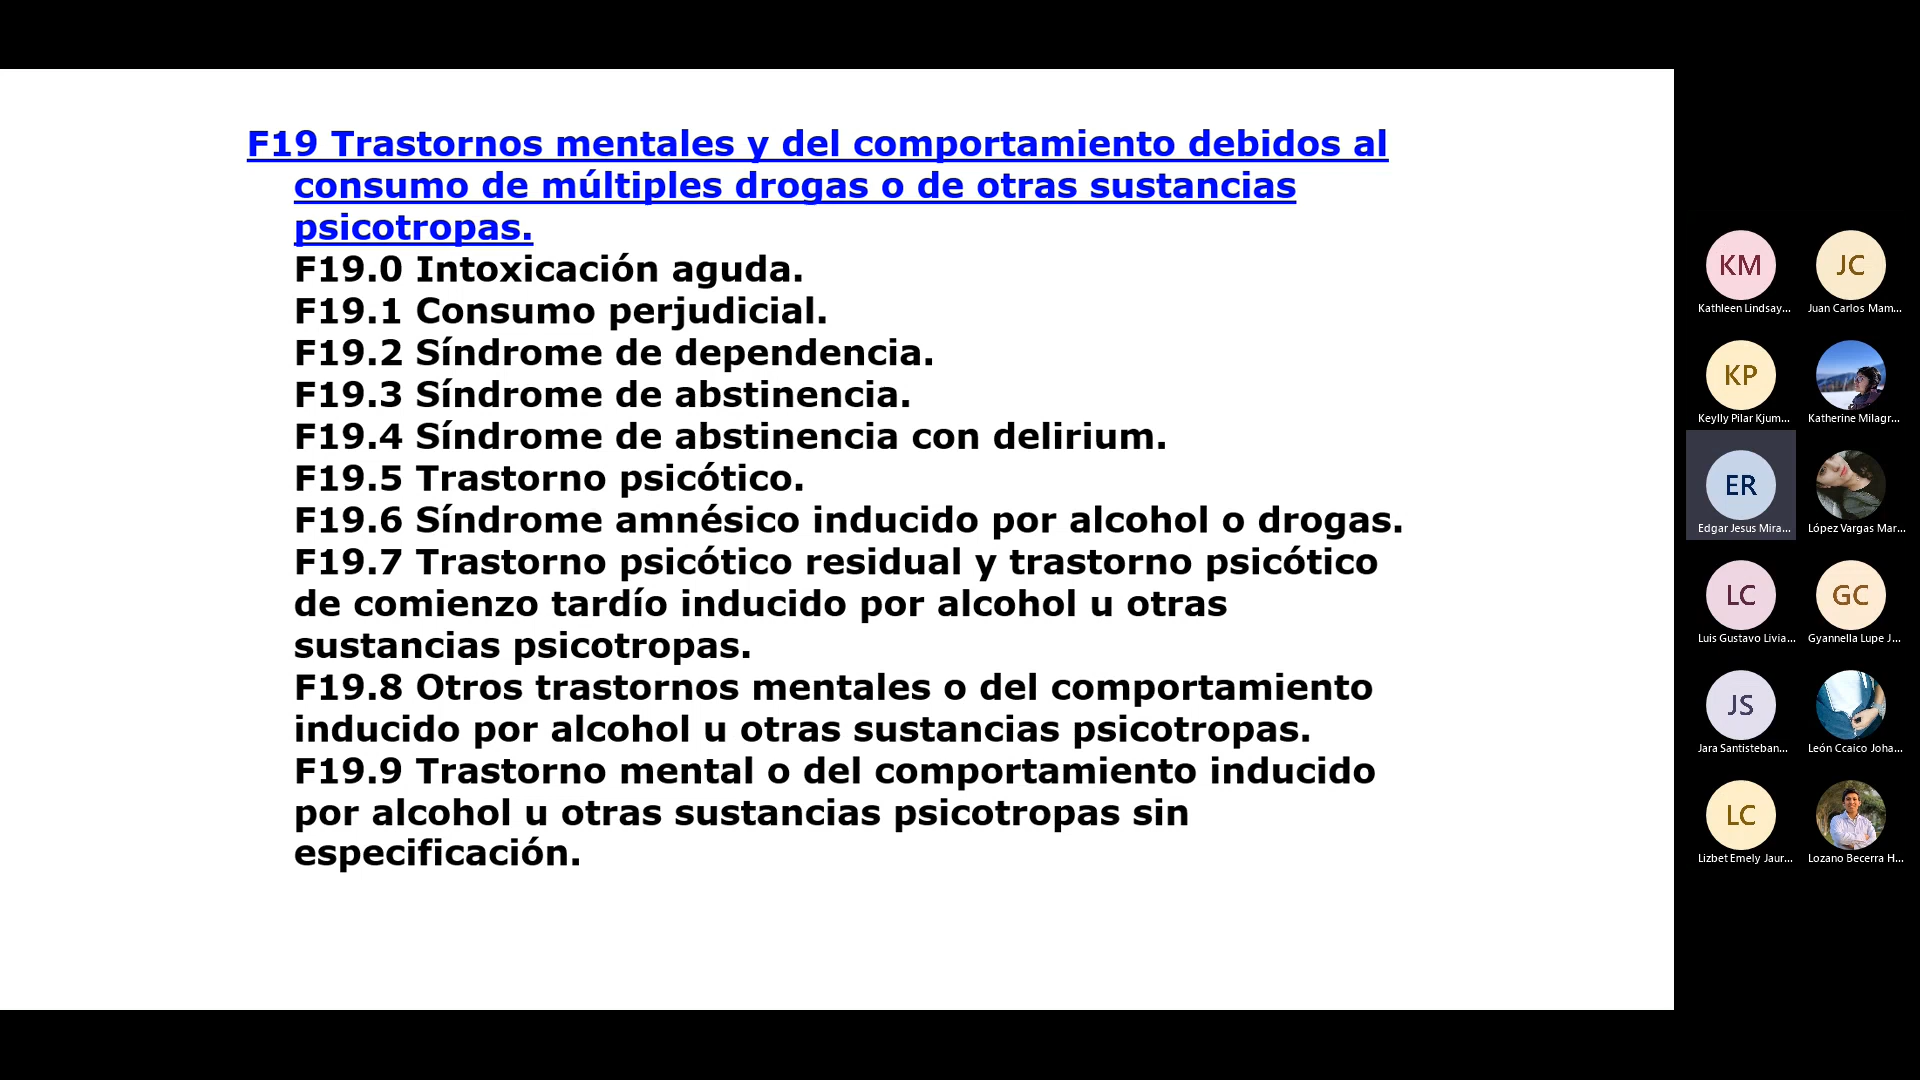 F19 Trastornos mentales y del comportamiento debidos al
consumo de múltiples drogas o de otras sustancias
psicotropas.
F19.0 Intoxicación aguda.
F19.1 Consumo perjudicial.
F19.2 Síndrome de dependencia.
F19.3 Síndrome de abstinencia.
F19.4 Síndrome de abstinencia con delirium.
F19.5 Trastorno psicótico.
F19.6 Síndrome amnésico inducido por alcohol o drogas.
F19.7 Trastorno psicótico residual y trastorno psicótico
de comienzo tardío inducido por alcohol u otras
sustancias psicotropas.
F19.8 Otros trastornos mentales o del comportamiento
inducido por alcohol u otras sustancias psicotropas.
F19.9 Trastorno mental o del comportamiento inducido
por alcohol u otras sustancias psicotropas sin
especificación.
KM
Kathleen Lindsay...
JC
Juan Carlos Mam...
KP
Keylly Pilar Kjum...
Katherine Milagr...
ER
Edgar Jesus Mira...
López Vargas Mar...
LC
Luis Gustavo Livia...
GC
Gyannella Lupe J...
JS
Jara Santisteban...
León Ccaico Joha...
LC
Lizbet Emely Jaur...
Lozano Becerra H...